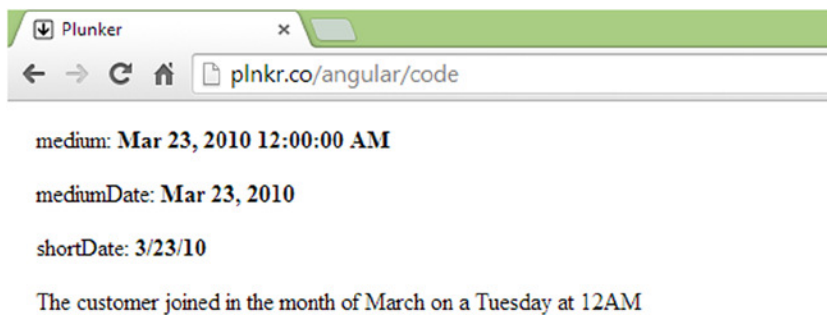 Plunker
plnkr.co/angular/code
medium: Mar 23, 2010 12:00:00 AM
mediumDate: Mar 23, 2010
shortDate: 3/23/10
The customer joined in the month of March on a Tuesday at 12AM